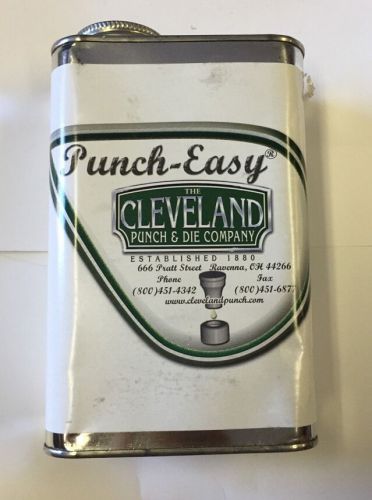 Punch-Easy®
THE
CLEVELAND
PUNCH & DIE COMPANY
ESTABLISHED 1880
666 Pratt Street Ravenna, OH 44266
Phone Fax
(800)451-4342 (800)451-6877
www.clevelandpunch.com